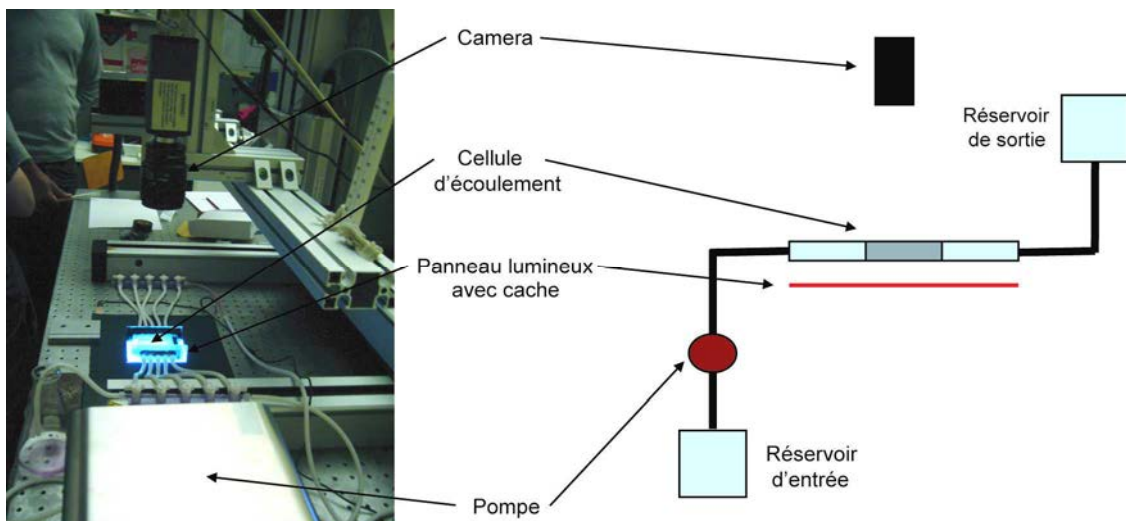 Camera
Réservoir
de sortie
Cellule
d'écoulement
Panneau lumineux
avec cache
Réservoir
d'entrée
Pompe